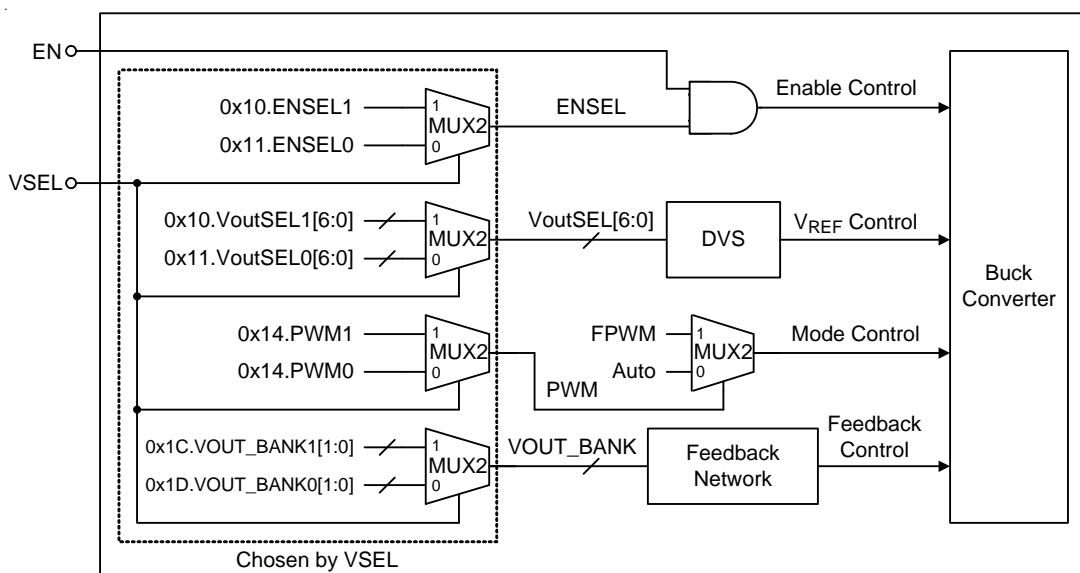 EN
VSEL
0x10.ENSEL1
0x11.ENSEL0
1
MUX2
0
ENSEL
Enable Control
0x10.VoutSEL1[6:0]
0x11.VoutSEL0[6:0]
1
MUX2
0
VoutSEL[6:0]
DVS
VREF Control
0x14.PWM1
0x14.PWM0
1
MUX2
0
PWM
FPWM
Auto
1
MUX2
0
Mode Control
0x1C.VOUT_BANK1[1:0]
0x1D.VOUT_BANK0[1:0]
1
MUX2
0
VOUT_BANK
Feedback
Network
Feedback
Control
Buck
Converter
Chosen by VSEL